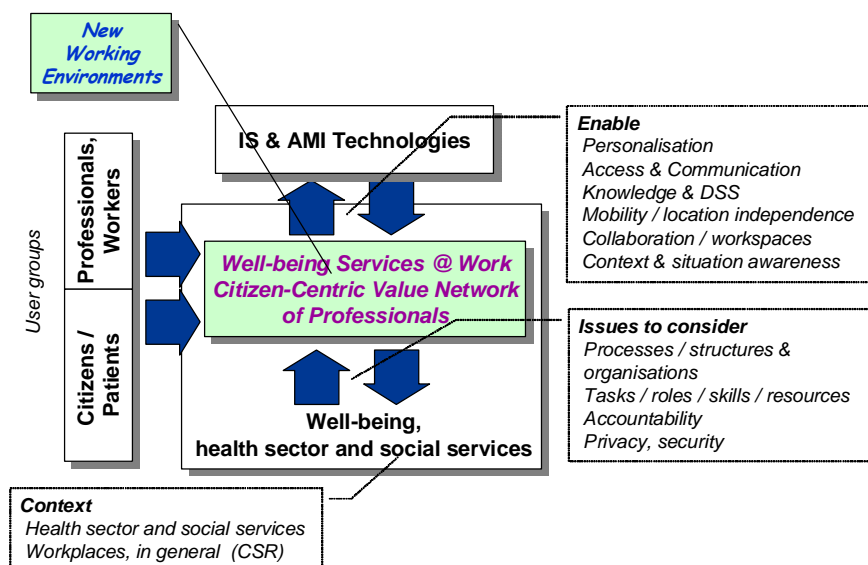 New
Working
Environments
IS & AMI Technologies
Enable
Personalisation
Access & Communication
Knowledge & DSS
Mobility / location independence
Collaboration / workspaces
Context & situation awareness
User groups
Professionals,
Workers
Citizens /
Patients
Well-being Services @ Work
Citizen-Centric Value Network
of Professionals
Issues to consider
Processes / structures &
organisations
Tasks / roles / skills / resources
Accountability
Privacy, security
Well-being,
health sector and social services
Context
Health sector and social services
Workplaces, in general (CSR)